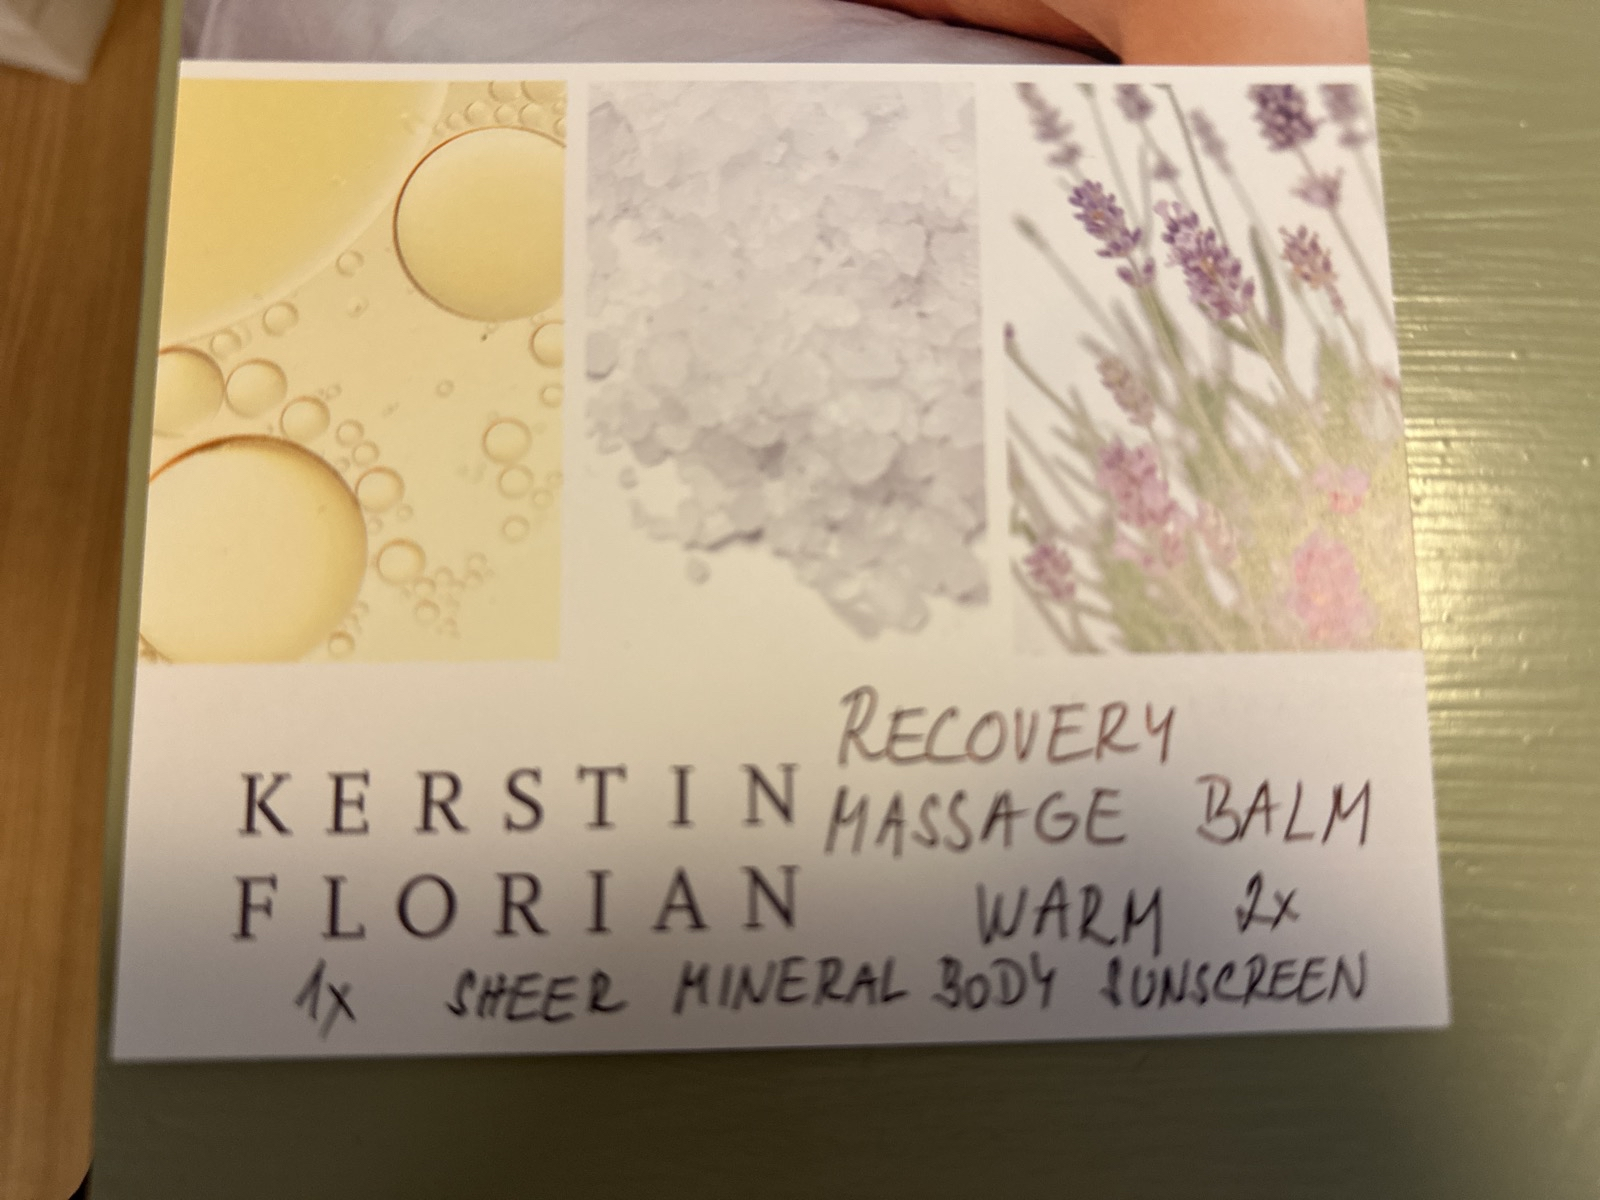 RECOVERY
KERSTIN MASSAGE BALM
FLORIAN WARM 2x
1x SHEER MINERAL BODY SUNSCREEN